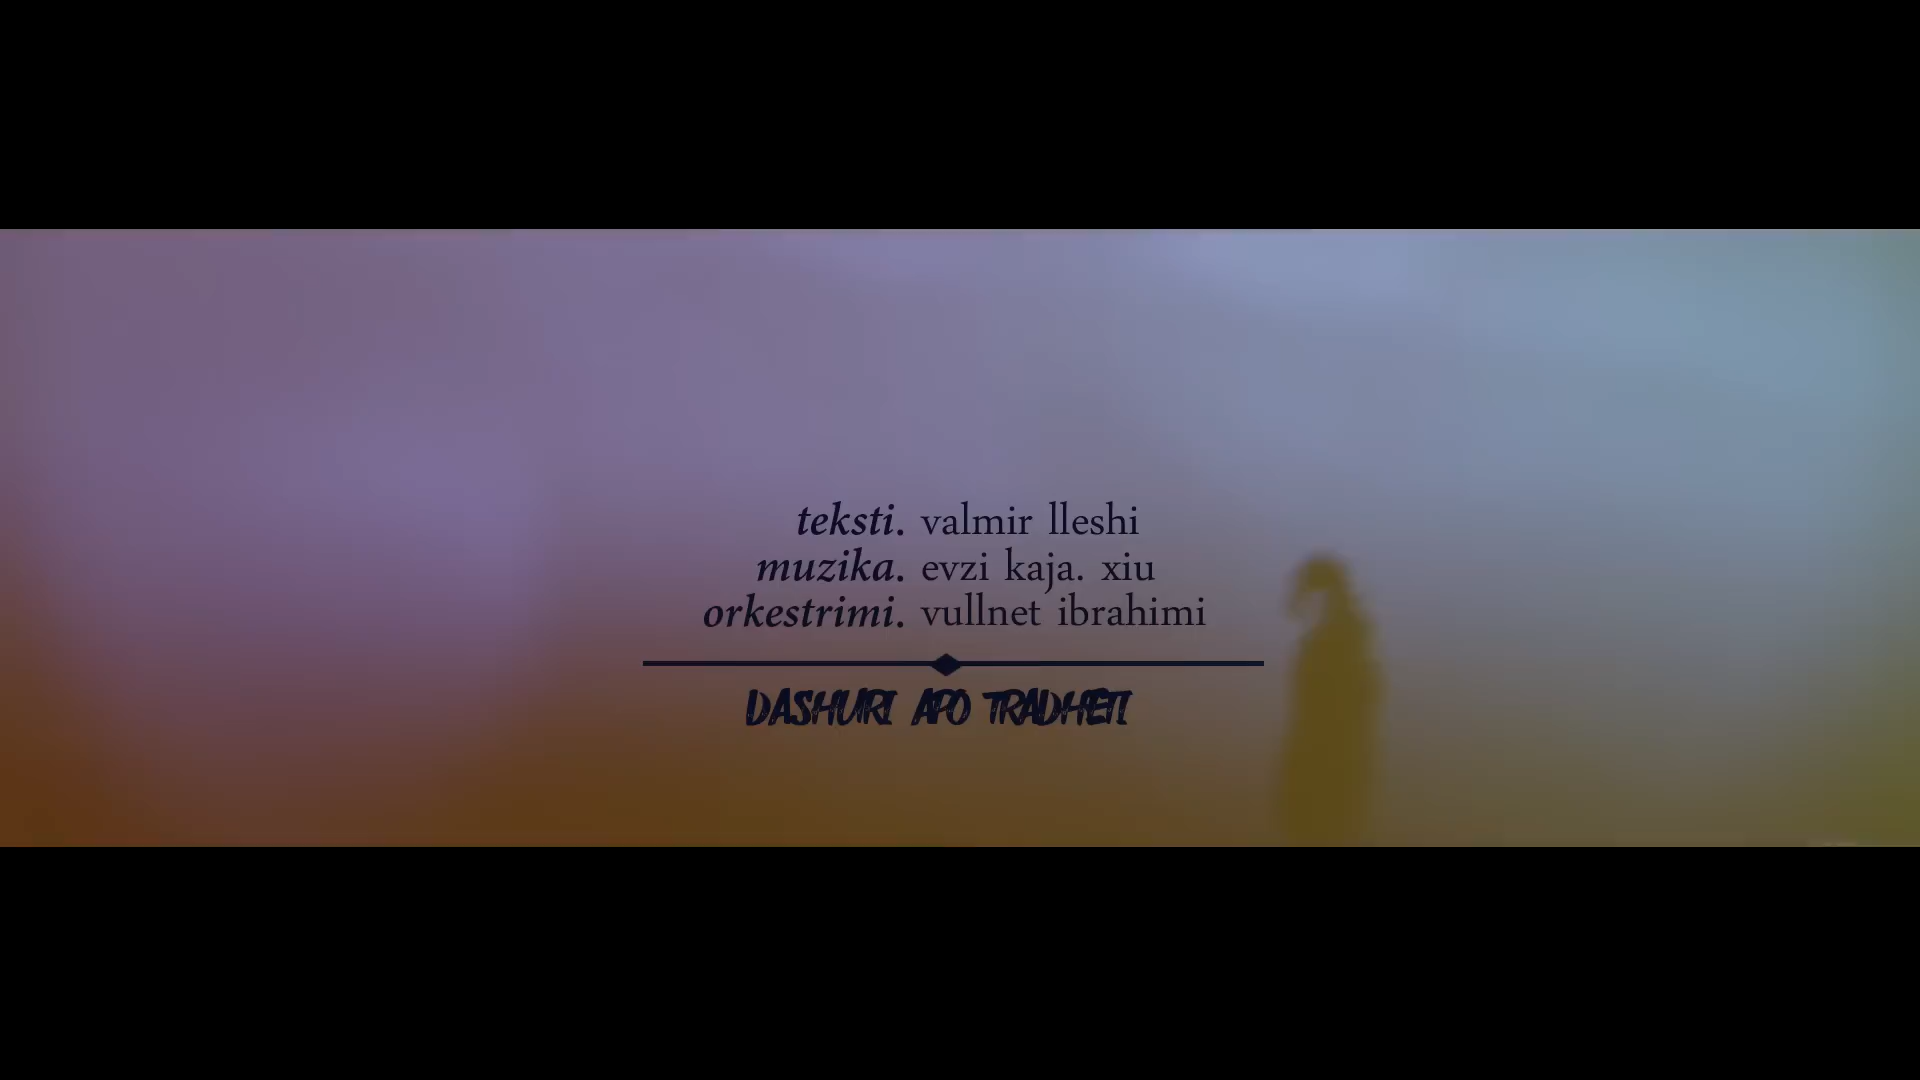 teksti. valmir lleshi
muzika. evzi kaja. xiu
orkestrimi. vullnet ibrahimi
DASHURI APO TRADHETI